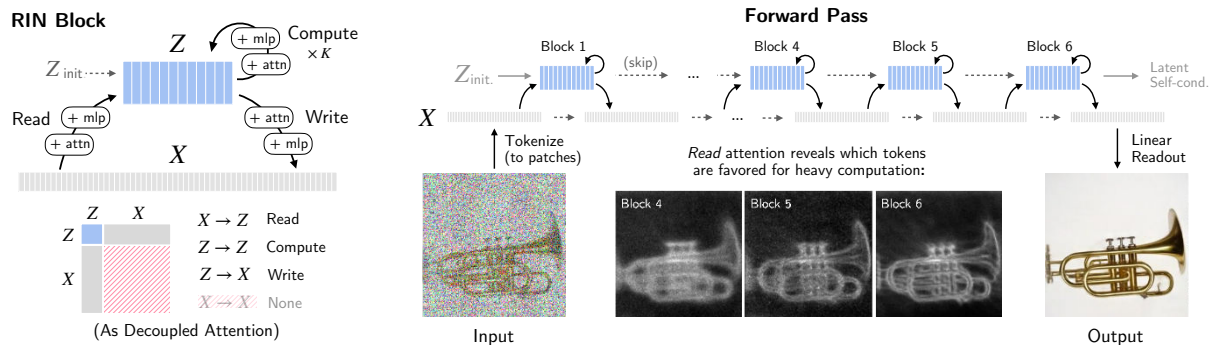 RIN Block
Z
+ mlp
Compute
× K
+ attn
Z init
Read
+ mlp
+ attn
+ attn
Write
+ mlp
X
Z X
Z
X
X → Z Read
Z → Z Compute
Z → X Write
X → X None
(As Decoupled Attention)
Forward Pass
Block 1
Block 4
Block 5
Block 6
Z init.
(skip)
...
Latent
Self-cond.
X
...
Tokenize
(to patches)
Read attention reveals which tokens
are favored for heavy computation:
Linear
Readout
Block 4
Block 5
Block 6
Input
Output